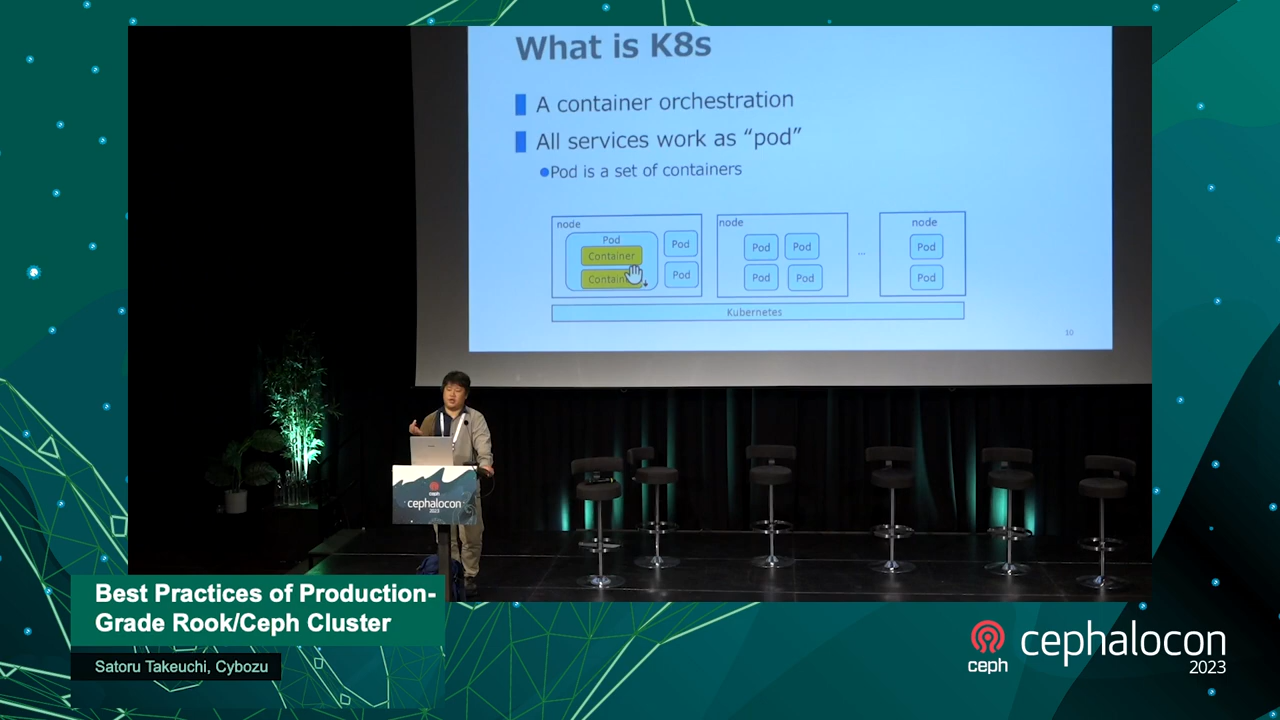 What is K8s
A container orchestration
All services work as “pod”
Pod is a set of containers
node
Pod
Container
Pod
Pod
node
Pod
Pod
Pod
Pod
...
node
Pod
Pod
Kubernetes
10
ceph
cephalocon
2023
Best Practices of Production-
Grade Rook/Ceph Cluster
Satoru Takeuchi, Cybozu
ceph
cephalocon
2023